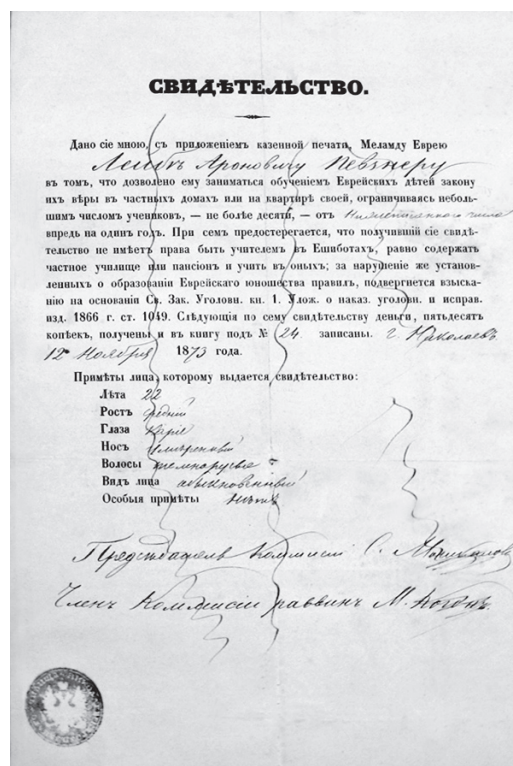 СВИДѢТЕЛЬСТВО.
Дано сіе мною, съ приложеніемъ казенной печати, Меламду Еврею
Лейбѣ Ароновичу Певзнеру
въ томъ, что дозволено ему заниматься обученіемъ Еврейскихъ дѣтей закону
ихъ вѣры въ частныхъ домахъ или на квартирѣ своей, ограничиваясь неболь-
шимъ числомъ учениковъ, — не болѣе десяти, — отъ нижеписаннаго числа
впредь на одинъ годъ. При семъ предостерегается, что получившій сіе свидѣ-
тельство не имѣетъ права быть учителемъ въ Ешиботахъ, равно содержать
частное училище или пансіонъ и учить въ оныхъ; за нарушеніе же установ-
ленныхъ о образованіи Еврейскаго юношества правилъ, подвергнется взыска-
нію на основаніи Св. Зак. Уголовн. кн. 1. Улож. о наказ. уголовн. и исправ.
изд. 1866 г. ст. 1049. Слѣдующія по сему свидѣтельству деньги, пятьдесятъ
копѣекъ, получены и въ книгу подъ № 24 записаны. г. Николаевъ
12 Ноября 1873 года.
Примѣты лица, которому выдается свидѣтельство:
Лѣта 22
Ростъ средній
Глаза карie
Носъ умѣренный
Волосы темнорусые
Видъ лица обыкновенный
Особыя примѣты нѣтъ
Предсѣдатель Комиссіи С.
Членъ Коммисіи раввинъ М. Когонъ